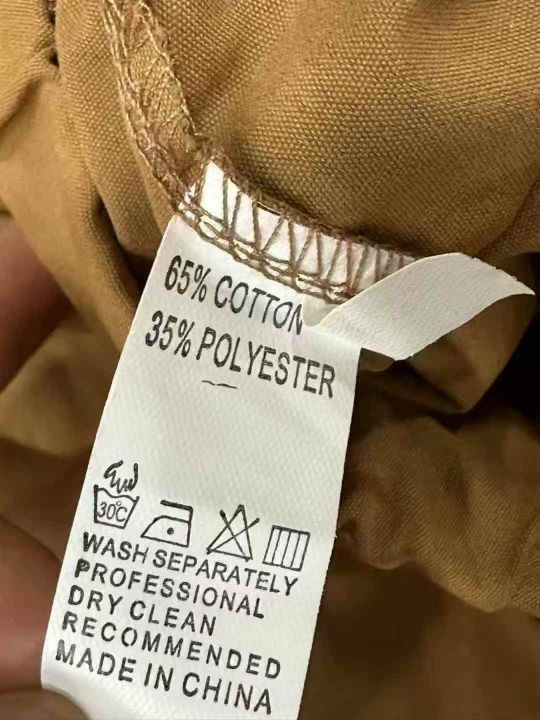 65% COTTON
35% POLYESTER
30℃
WASH SEPARATELY
PROFESSIONAL
DRY CLEAN
RECOMMENDED
MADE IN CHINA